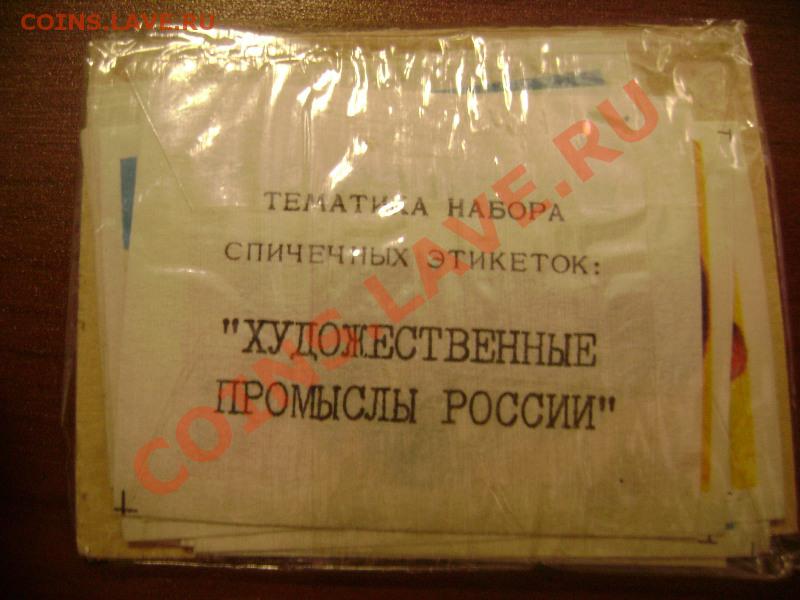 COINS.LAVE.RU
ТЕМАТИКА НАБОРА
СПИЧЕЧНЫХ ЭТИКЕТОК:
"ХУДОЖЕСТВЕННЫЕ
ПРОМЫСЛЫ РОССИИ"
COINS.LAVE.RU